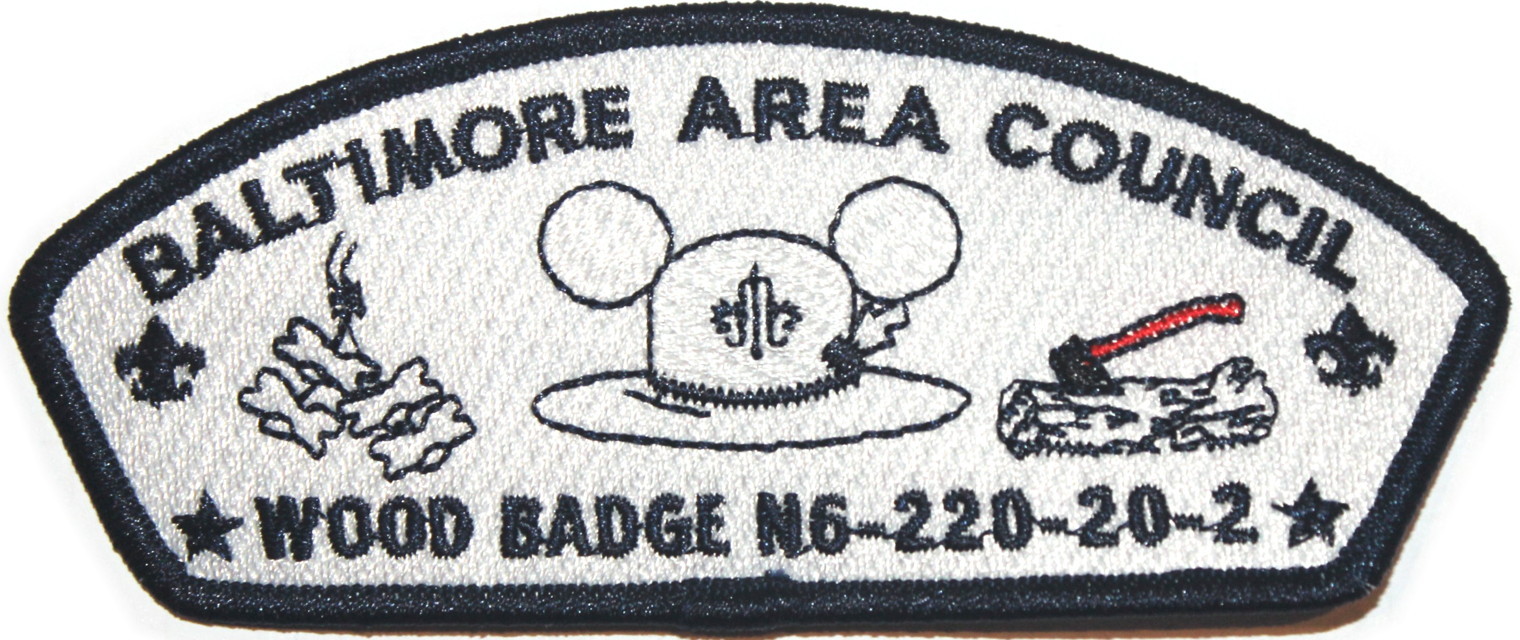 BALTIMORE AREA COUNCIL
WOOD BADGE N6-220-20-2